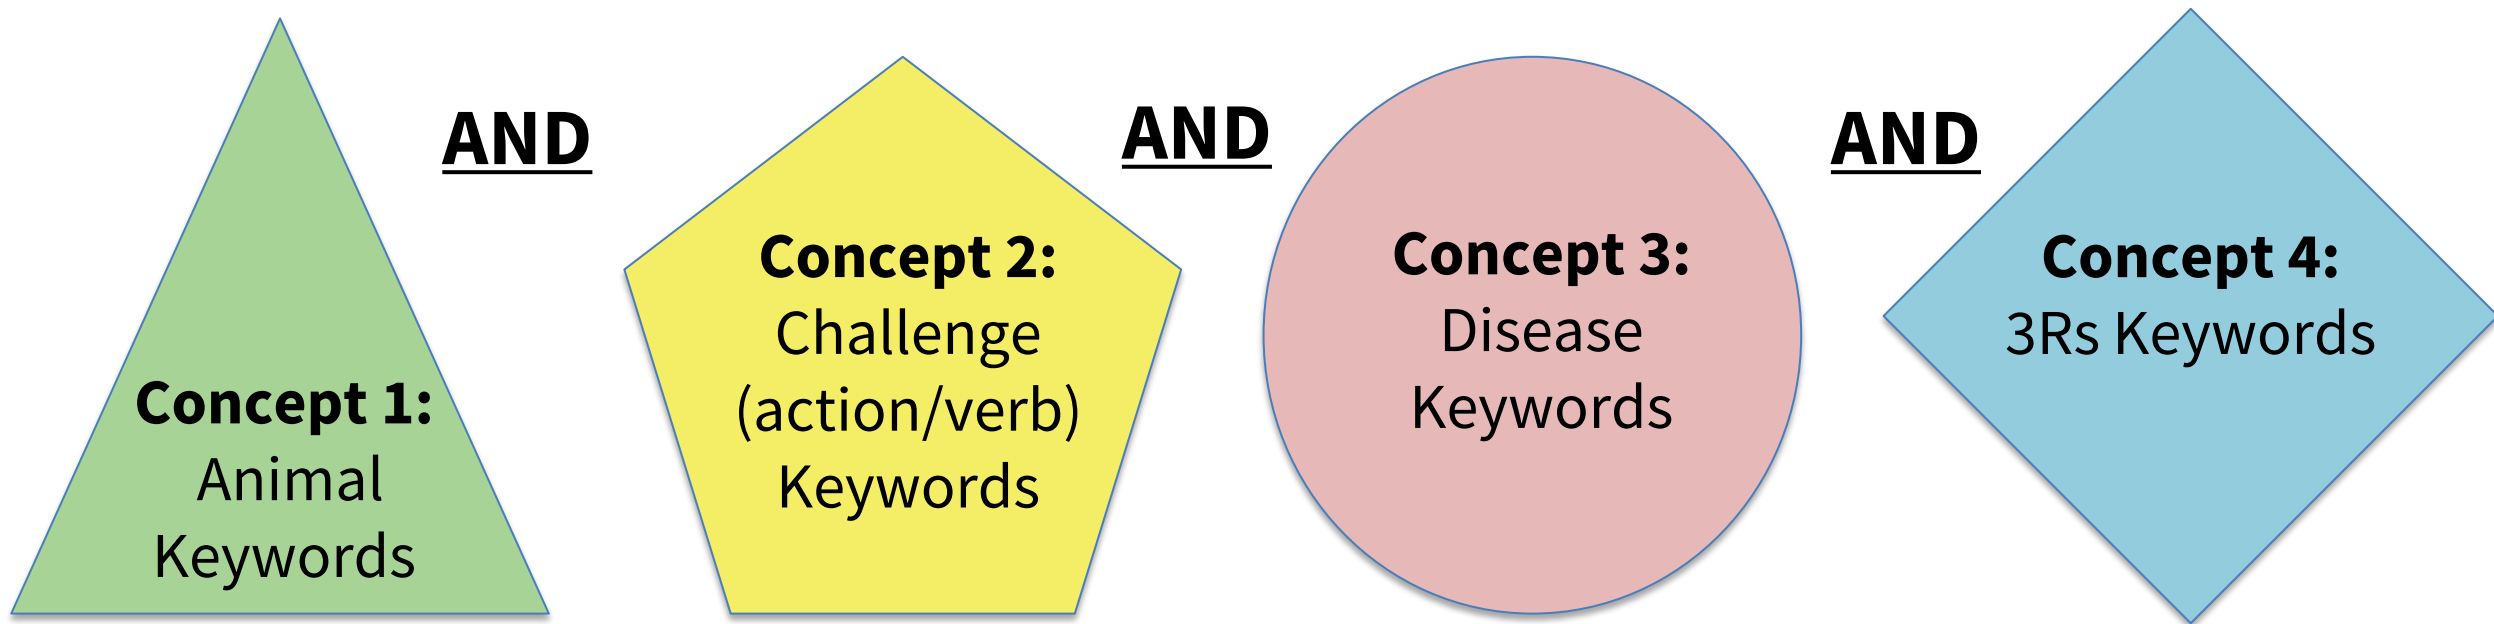 Concept 1:
Animal
Keywords
AND
Concept 2:
Challenge
(action/verb)
Keywords
AND
Concept 3:
Disease
Keywords
AND
Concept 4:
3Rs Keywords